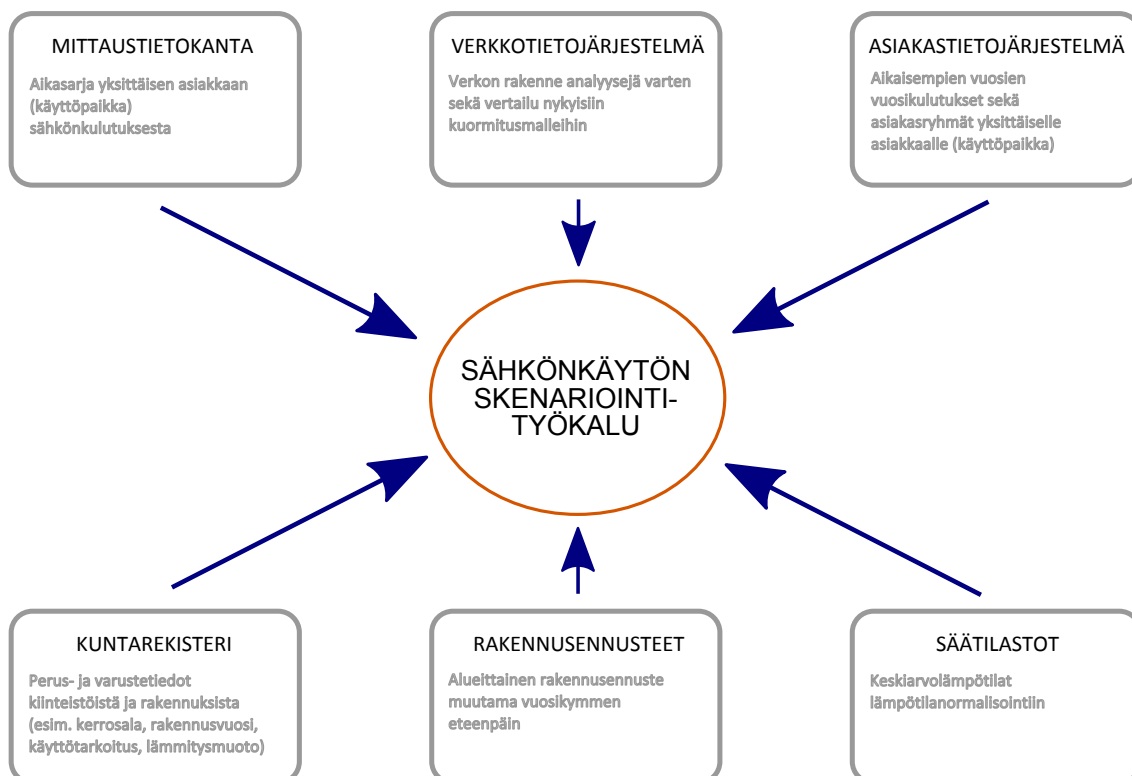 MITTAUSTIETOKANTA
Aikasarja yksittäisen asiakkaan
(käyttöpaikka)
sähkönkulutuksesta
VERKKOTIETOJÄRJESTELMÄ
Verkon rakenne analyysejä varten
sekä vertailu nykyisiin
kuormitusmalleihin
ASIAKASTIETOJÄRJESTELMÄ
Aikaisempien vuosien
vuosikulutukset sekä
asiakasryhmät yksittäiselle
asiakkaalle (käyttöpaikka)
SÄHKÖNKÄYTÖN
SKENARIOINTI-
TYÖKALU
KUNTAREKISTERI
Perus- ja varustetiedot
kiinteistöistä ja rakennuksista
(esim. kerrosala, rakennusvuosi,
käyttötarkoitus, lämmitysmuoto)
RAKENNUSENNUSTEET
Alueittainen rakennusennuste
muutama vuosikymmen
eteenpäin
SÄÄTILASTOT
Keskiarvolämpötilat
lämpötilanormalisointiin